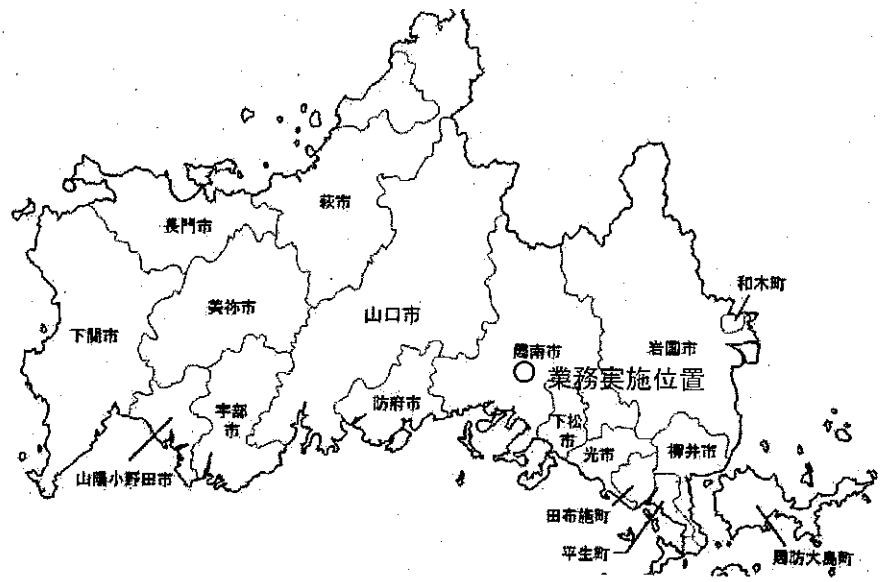 萩市
長門市
和木町
美祢市
山口市
下関市
周南市
岩国市
業務実施位置
防府市
宇部
市
下松
市
光市
柳井市
山陽小野田市
田布施町
平生町
周防大島町